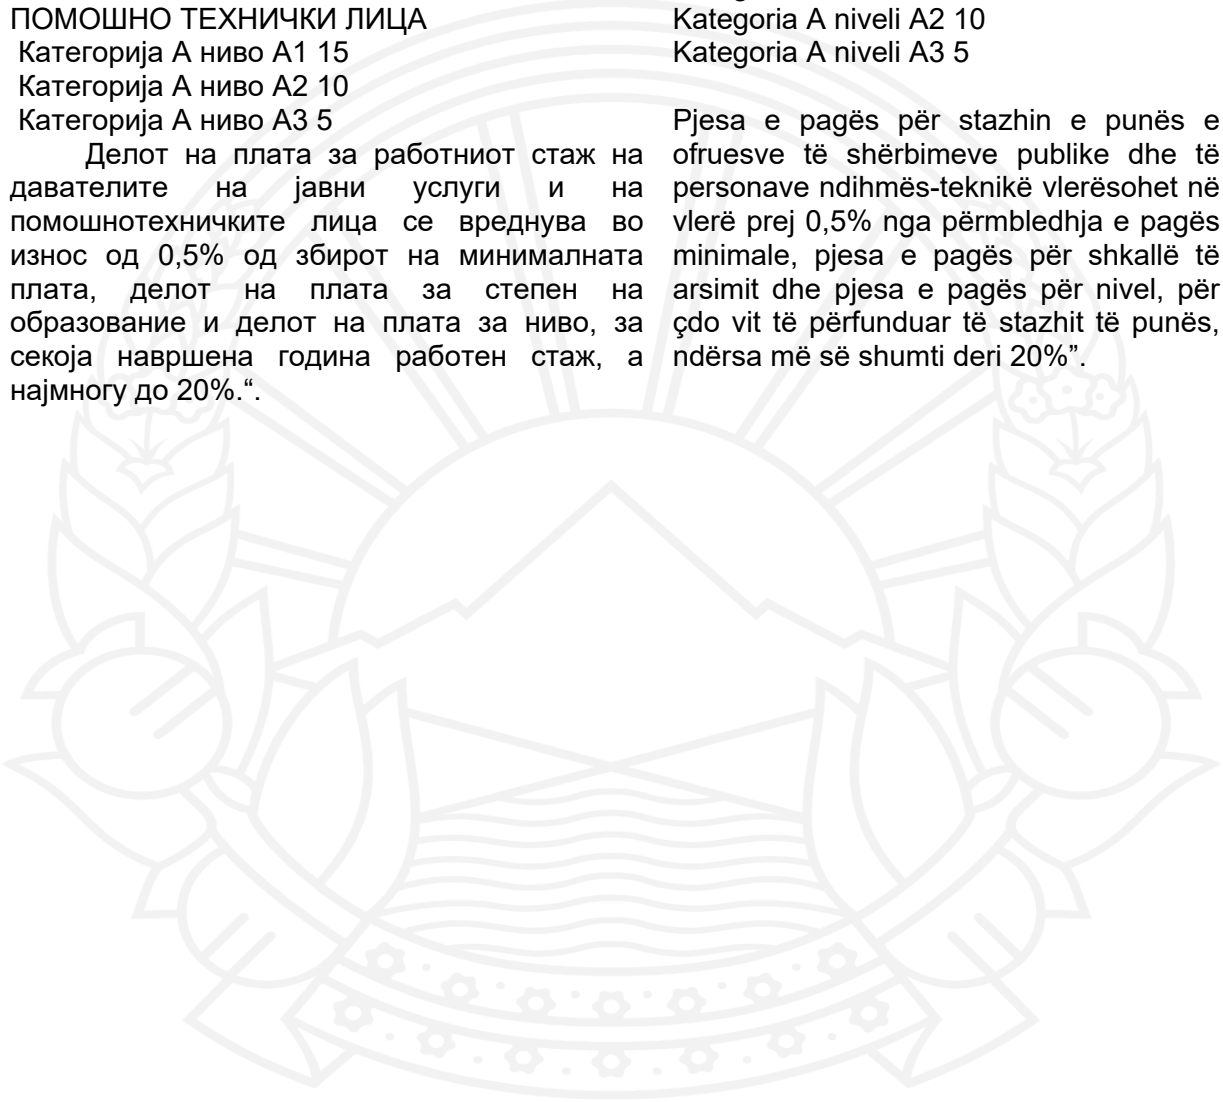 ПОМОШНО ТЕХНИЧКИ ЛИЦА
Категорија А ниво А1 15
Категорија А ниво А2 10
Категорија А ниво А3 5
Делот на плата за работниот стаж на
давателите на јавни услуги и на
помошнотехничките лица се вреднува во
износ од 0,5% од збирот на минималната
плата, делот на плата за степен на
образование и делот на плата за ниво, за
секоја навршена година работен стаж, а
најмногу до 20%.“.
Kategoria A niveli A2 10
Kategoria A niveli A3 5
Pjesa e pagës për stazhin e punës e
ofruesve të shërbimeve publike dhe të
personave ndihmës-teknikë vlerësohet në
vlerë prej 0,5% nga përmbledhja e pagës
minimale, pjesa e pagës për shkallë të
arsimit dhe pjesa e pagës për nivel, për
çdo vit të përfunduar të stazhit të punës,
ndërsa më së shumti deri 20%”.